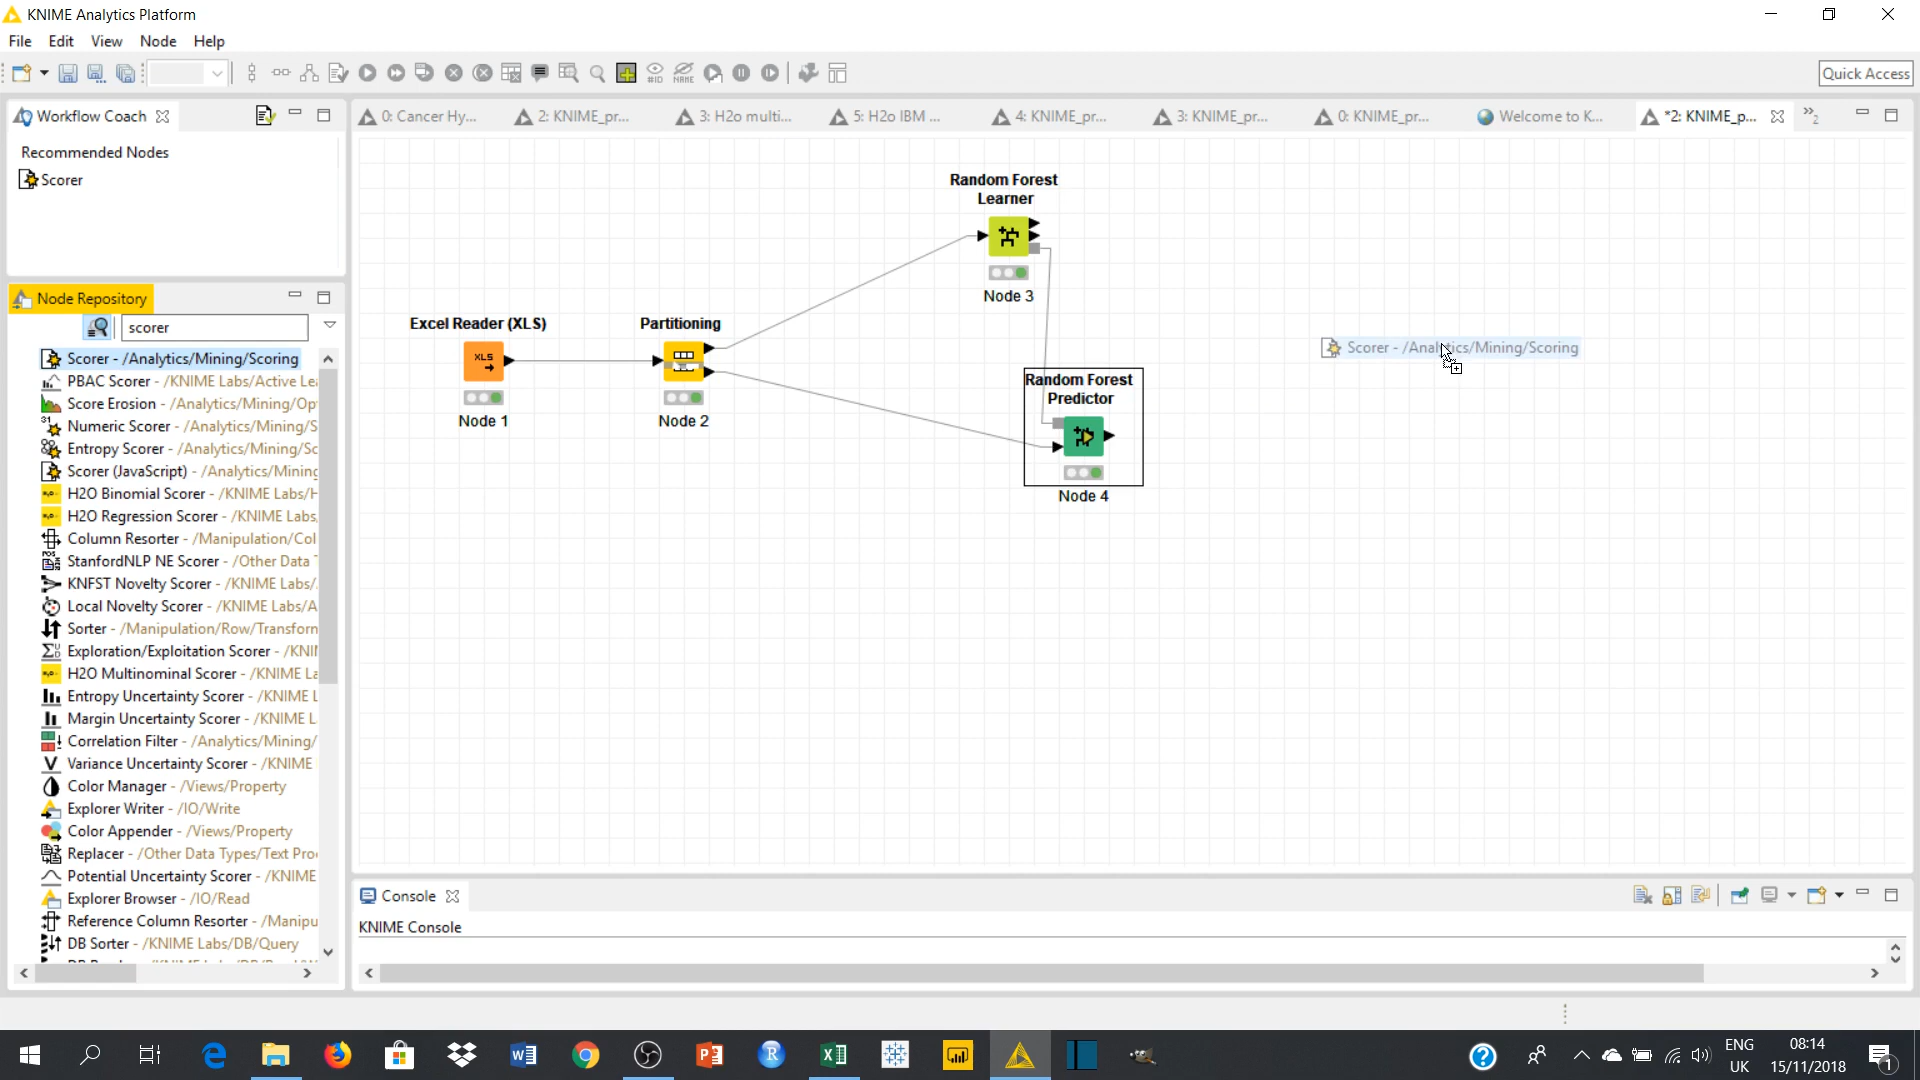 KNIME Analytics Platform
File Edit View Node Help
Quick Access
Workflow Coach
Recommended Nodes
Scorer
0: Cancer Hy... 2: KNIME_pr... 3: H2o multi... 5: H2o IBM ... 4: KNIME_pr... 3: KNIME_pr... 0: KNIME_pr... Welcome to K... *2: KNIME_p... »2
Node Repository
scorer
Scorer - /Analytics/Mining/Scoring
PBAC Scorer - /KNIME Labs/Active Le
Score Erosion - /Analytics/Mining/Op
Numeric Scorer - /Analytics/Mining/S
Entropy Scorer - /Analytics/Mining/Sc
Scorer (JavaScript) - /Analytics/Mining
H2O Binomial Scorer - /KNIME Labs/H
H2O Regression Scorer - /KNIME Labs
Column Resorter - /Manipulation/Col
StanfordNLP NE Scorer - /Other Data T
KNFST Novelty Scorer - /KNIME Labs/
Local Novelty Scorer - /KNIME Labs/A
Sorter - /Manipulation/Row/Transform
Exploration/Exploitation Scorer - /KNI
H2O Multinominal Scorer - /KNIME La
Entropy Uncertainty Scorer - /KNIME L
Margin Uncertainty Scorer - /KNIME L
Correlation Filter - /Analytics/Mining/
Variance Uncertainty Scorer - /KNIME
Color Manager - /Views/Property
Explorer Writer - /IO/Write
Color Appender - /Views/Property
Replacer - /Other Data Types/Text Pro
Potential Uncertainty Scorer - /KNIME
Explorer Browser - /IO/Read
Reference Column Resorter - /Manipu
DB Sorter - /KNIME Labs/DB/Query
Random Forest
Learner
Node 3
Excel Reader (XLS)
XLS
Node 1
Partitioning
Node 2
Random Forest
Predictor
Node 4
Scorer - /Analytics/Mining/Scoring
Console
KNIME Console
ENG
UK
08:14
15/11/2018
1